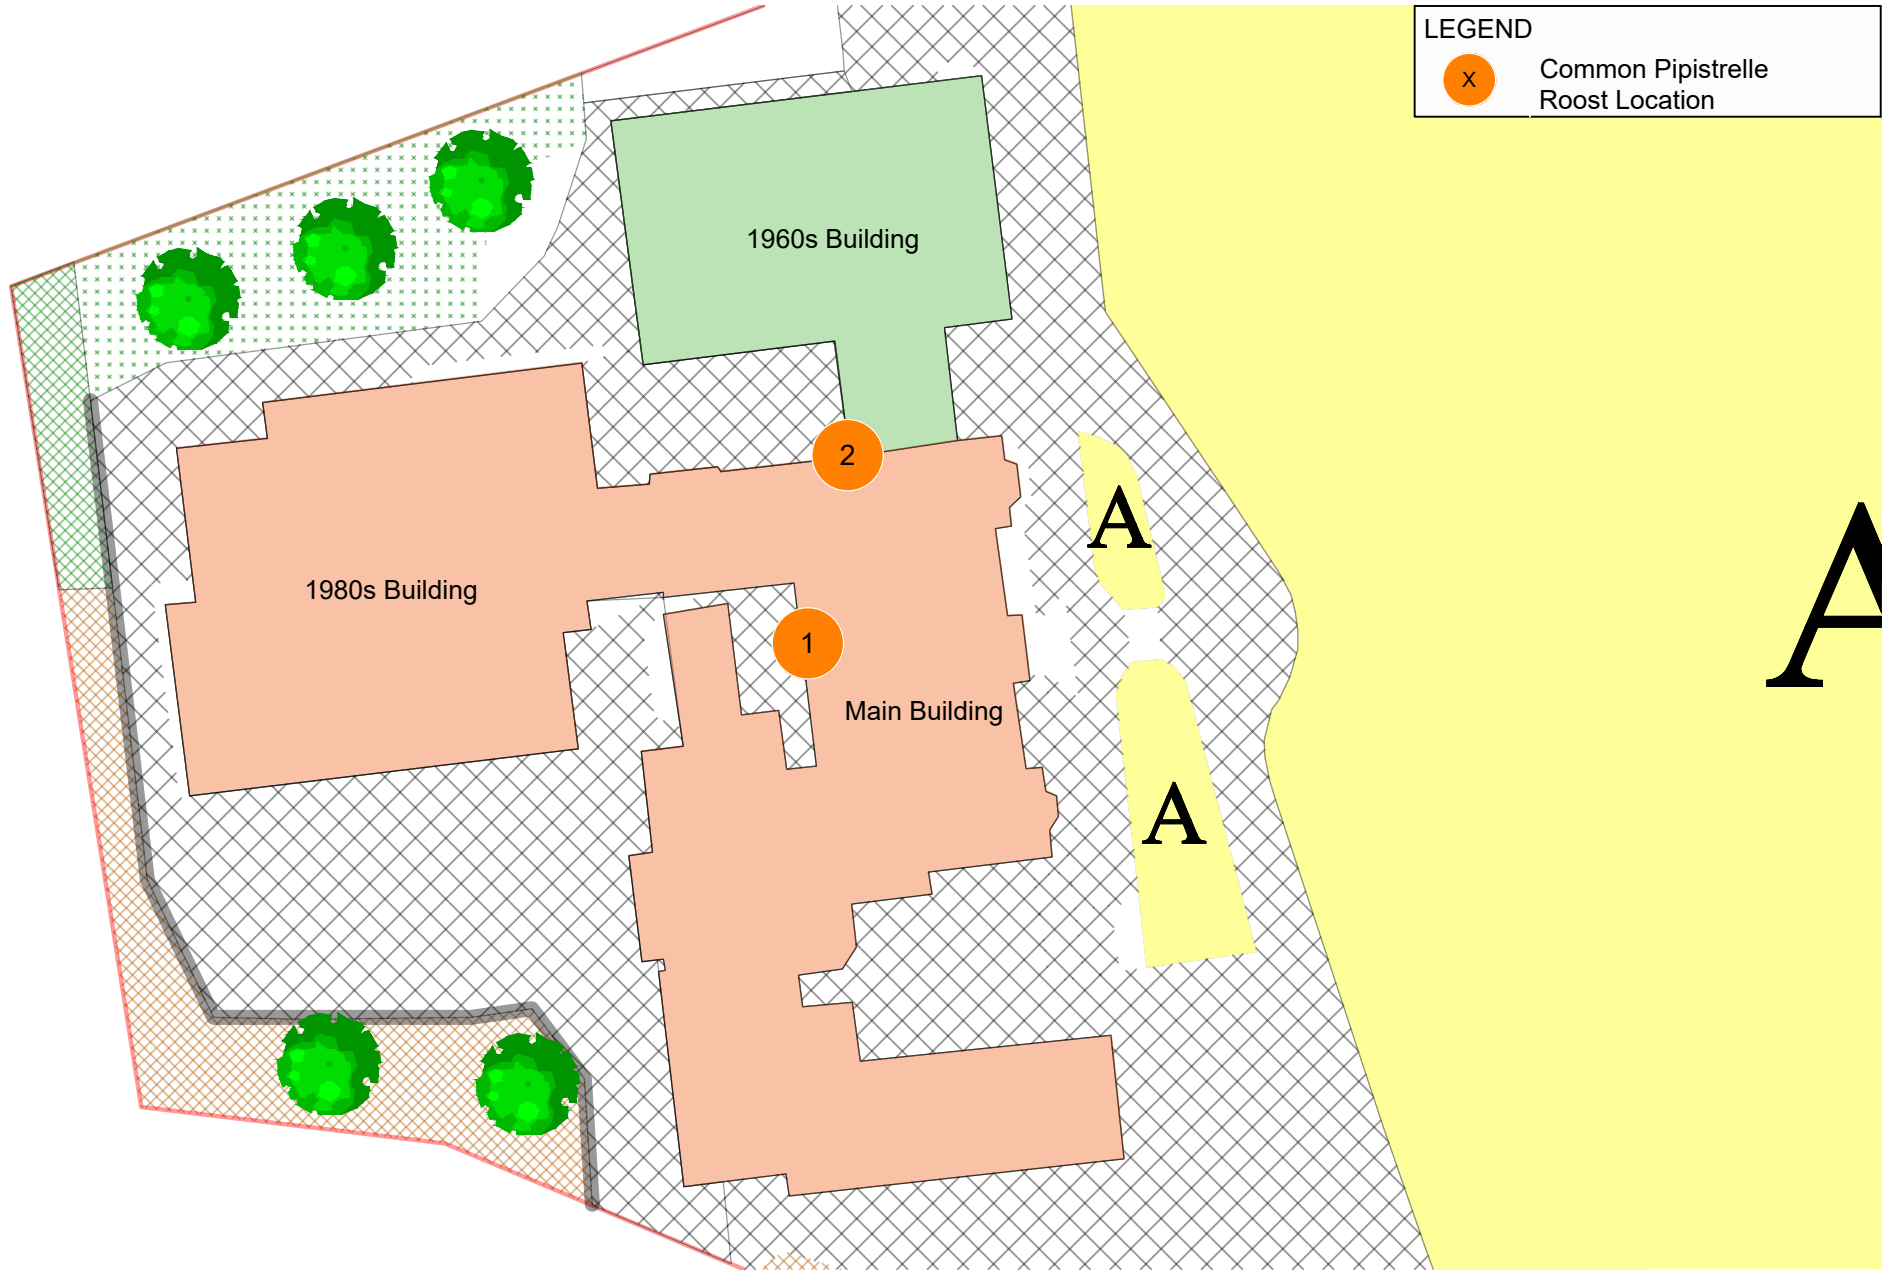 LEGEND
X
Common Pipistrelle
Roost Location
1960s Building
2
A
1980s Building
A
1
Main Building
A